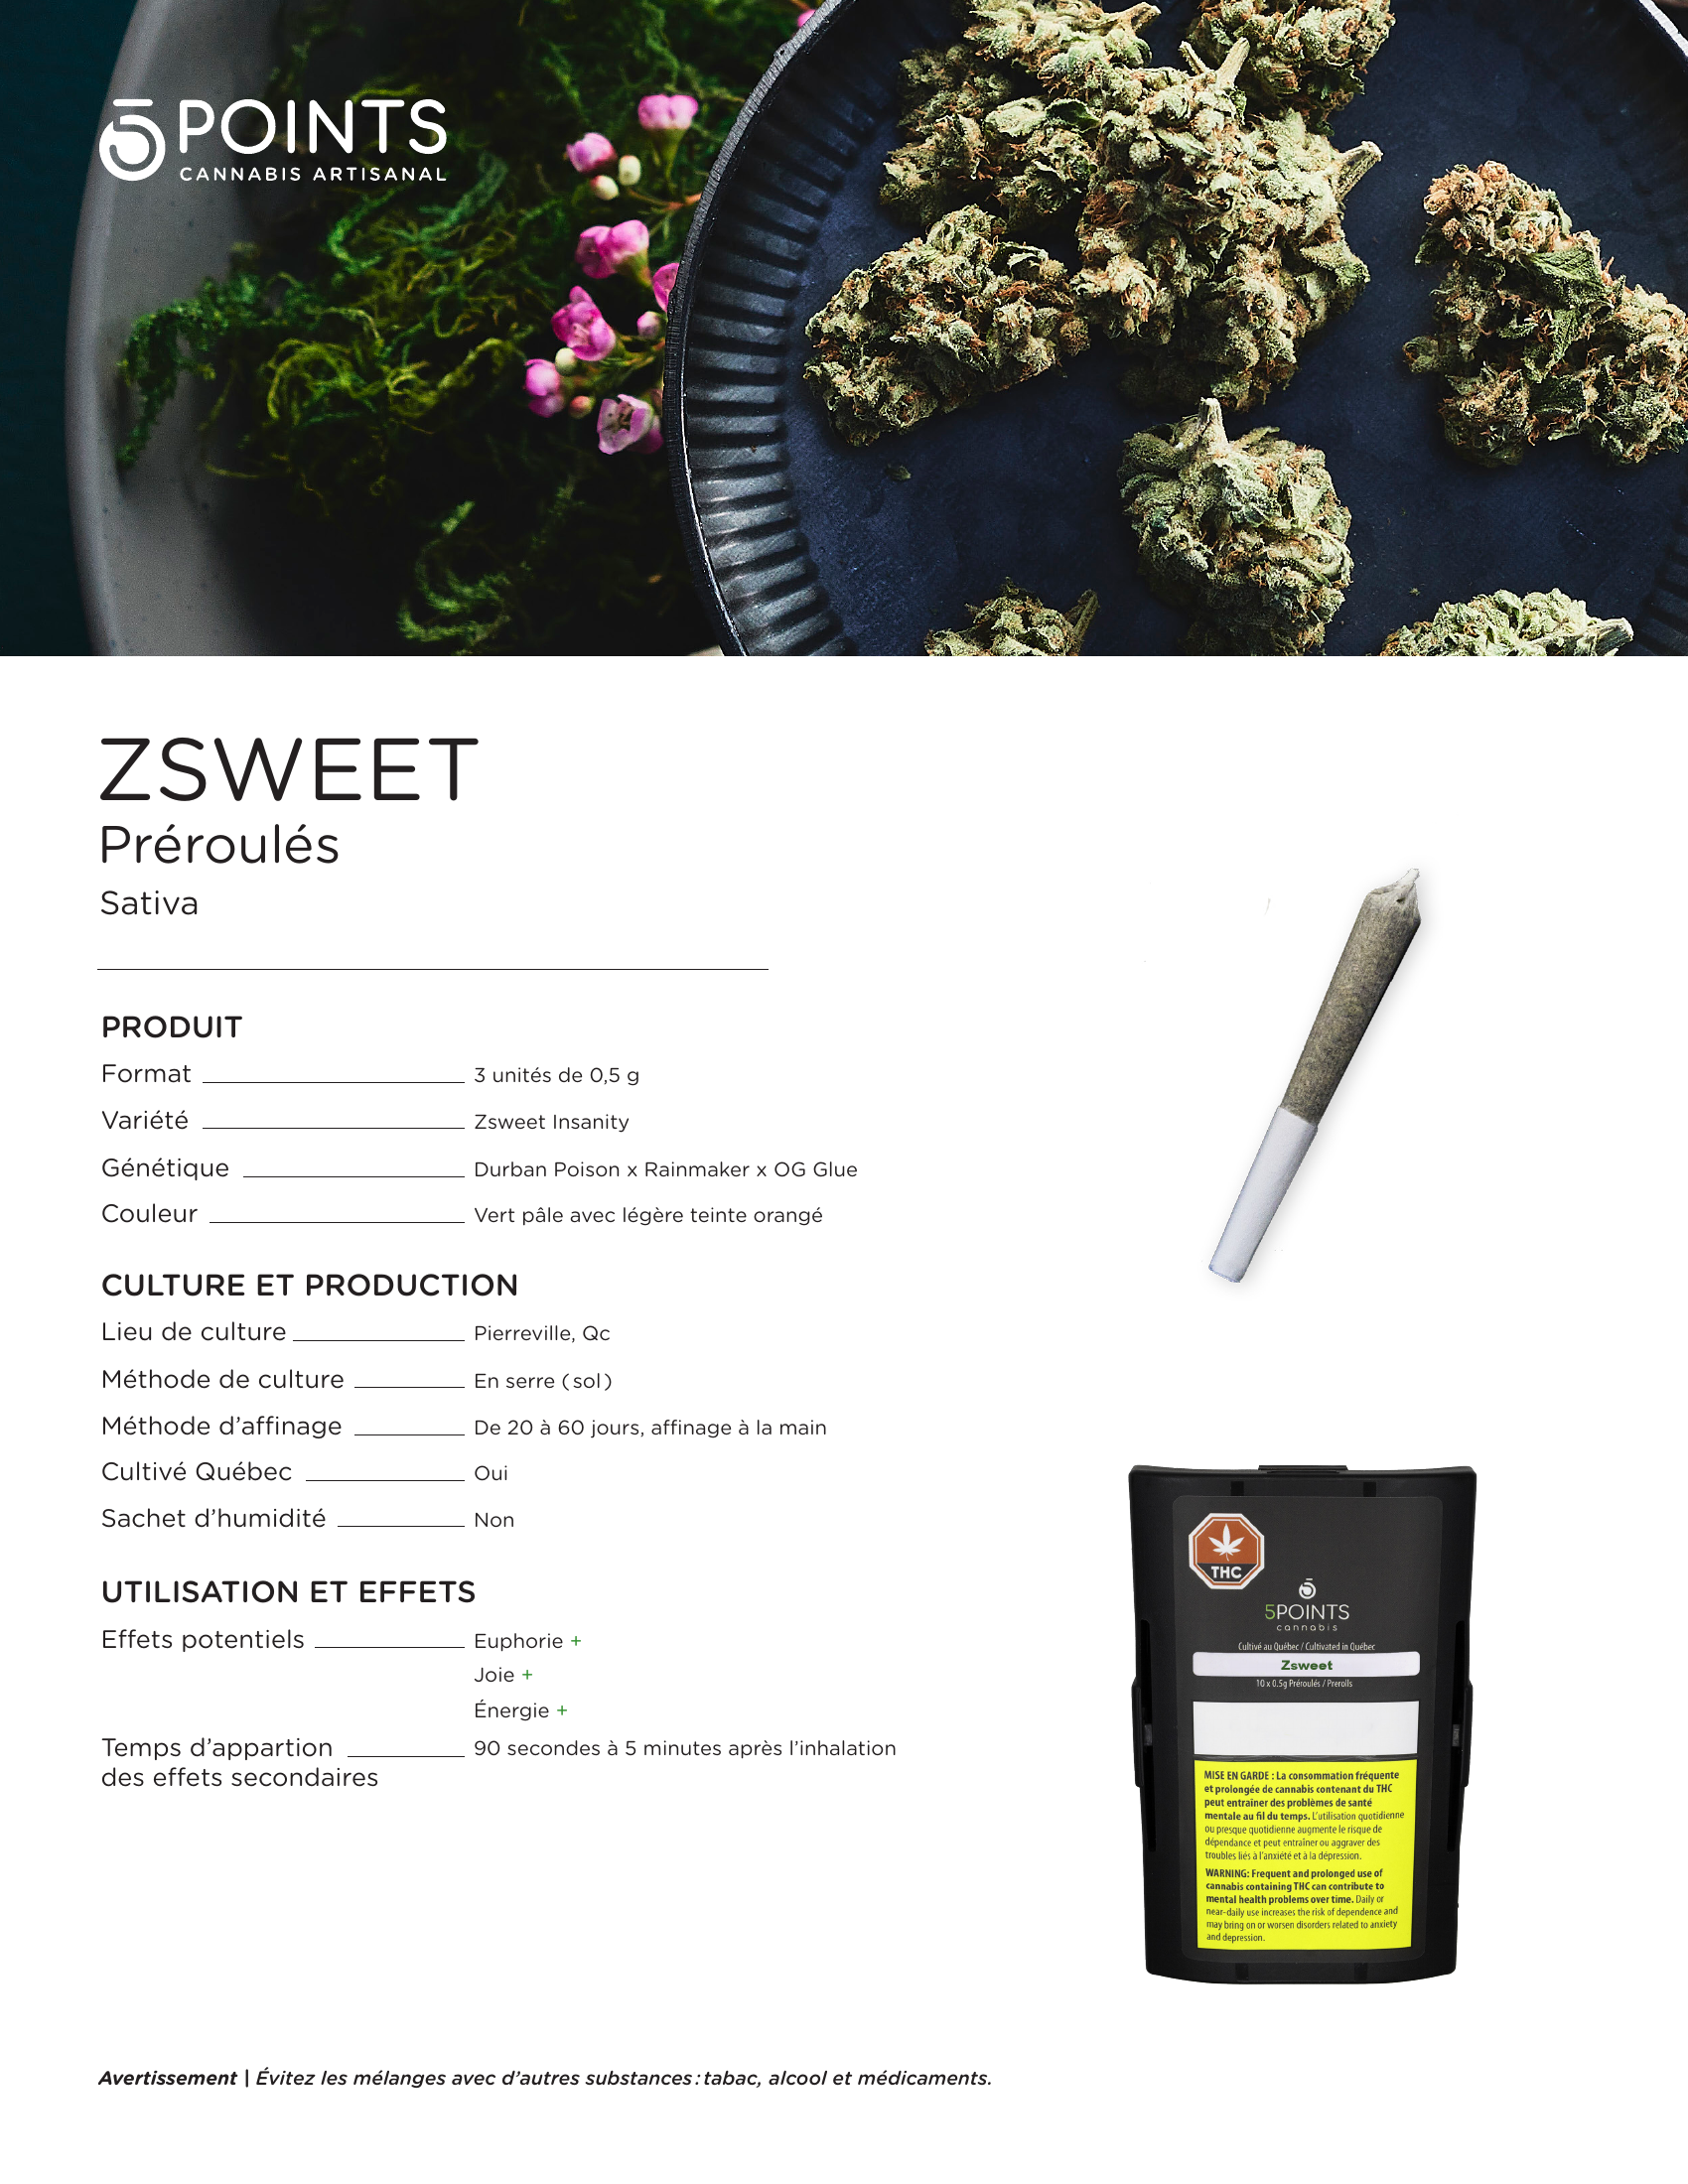 5 POINTS
CANNABIS ARTISANAL
ZSWEET
Préroulés
Sativa
PRODUIT
Format 3 unités de 0,5 g
Variété Zsweet Insanity
Génétique Durban Poison x Rainmaker x OG Glue
Couleur Vert pâle avec légère teinte orangé
CULTURE ET PRODUCTION
Lieu de culture Pierreville, Qc
Méthode de culture En serre (sol)
Méthode d’affinage De 20 à 60 jours, affinage à la main
Cultivé Québec Oui
Sachet d’humidité Non
UTILISATION ET EFFETS
Effets potentiels Euphorie +
Joie +
Énergie +
Temps d’appartion 90 secondes à 5 minutes après l’inhalation
des effets secondaires
THC
5POINTS
cannabis
Cultivé au Québec / Cultivated in Québec
Zsweet
10 x 0.5g Préroulés / Prerolls
MISE EN GARDE : La consommation fréquente
et prolongée de cannabis contenant du THC
peut entraîner des problèmes de santé
mentale au fil du temps. L'utilisation quotidienne
ou presque quotidienne augmente le risque de
dépendance et peut entraîner ou aggraver des
troubles liés à l'anxiété et à la dépression.
WARNING: Frequent and prolonged use of
cannabis containing THC can contribute to
mental health problems over time. Daily or
near-daily use increases the risk of dependence and
may bring on or worsen disorders related to anxiety
and depression.
Avertissement | Évitez les mélanges avec d’autres substances : tabac, alcool et médicaments.